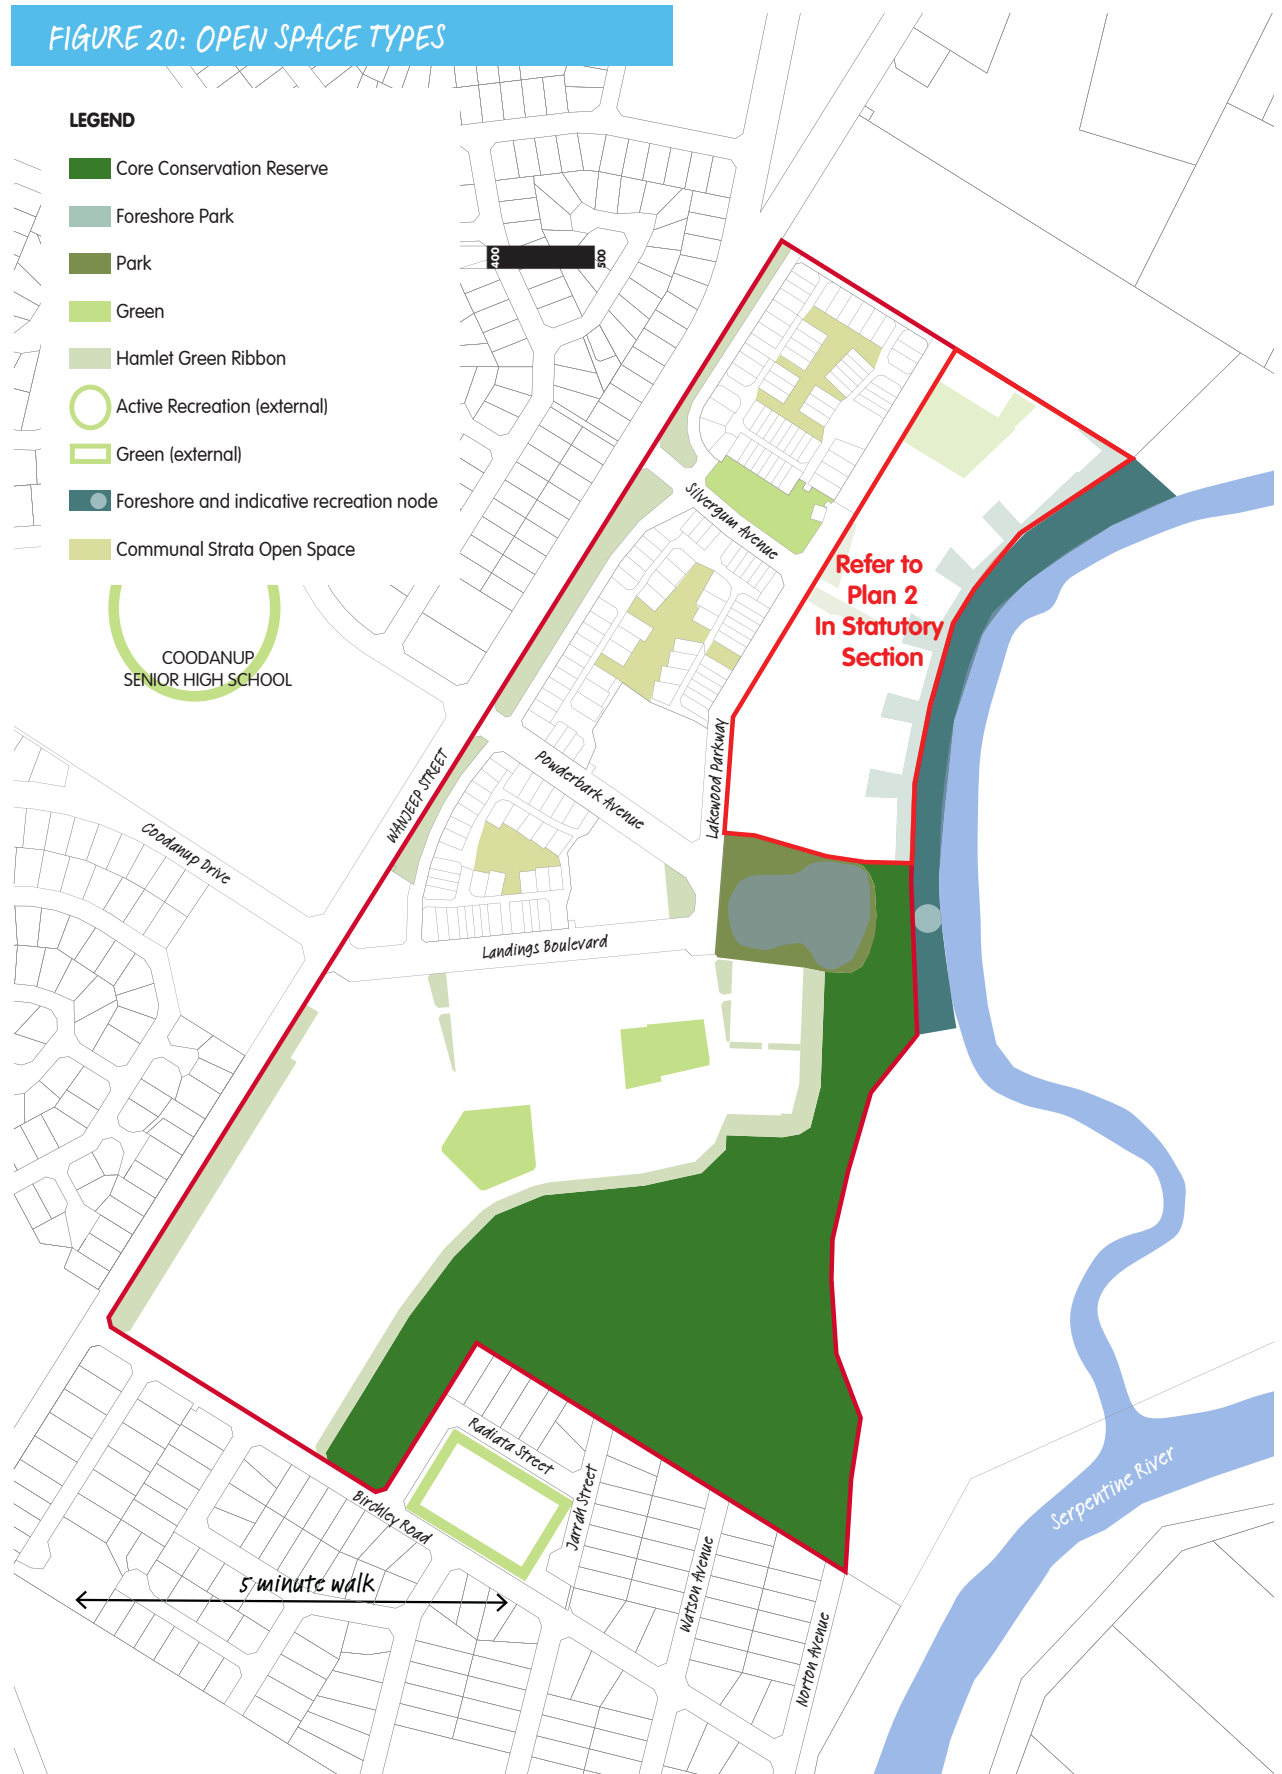 FIGURE 20: OPEN SPACE TYPES
LEGEND
Core Conservation Reserve
Foreshore Park
Park
Green
Hamlet Green Ribbon
Active Recreation (external)
Green (external)
Foreshore and indicative recreation node
Communal Strata Open Space
400
500
COODANUP
SENIOR HIGH SCHOOL
Silvergum Avenue
Refer to
Plan 2
In Statutory
Section
WANJEEP STREET
Powderbark Avenue
Lakewood Parkway
Coodanup Drive
Landings Boulevard
Radiata Street
Birchley Road
Jarrah Street
Watson Avenue
Norton Avenue
Serpentine River
5 minute walk